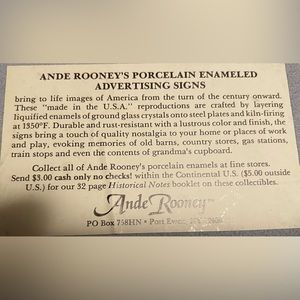 ANDE ROONEY'S PORCELAIN ENAMELED
ADVERTISING SIGNS
bring to life images of America from the turn of the century onward.
These "made in the U.S.A." reproductions are crafted by layering
liquified enamels of ground glass crystals onto steel plates and kiln-firing
at 1550°F. Durable and rust-resistant with a lustrous color and finish, the
signs bring a touch of quality nostalgia to your home or places of work
and play, evoking memories of old barns, country stores, gas stations,
train stops and even the contents of grandma's cupboard.
Collect all of Ande Rooney's porcelain enamels at fine stores.
Send $3.00 cash only no checks! within the Continental U.S. ($5.00 outside
U.S.) for our 32 page Historical Notes booklet on these collectibles.
Ande Rooney™
PO Box 758HN • Port Ewen, NY